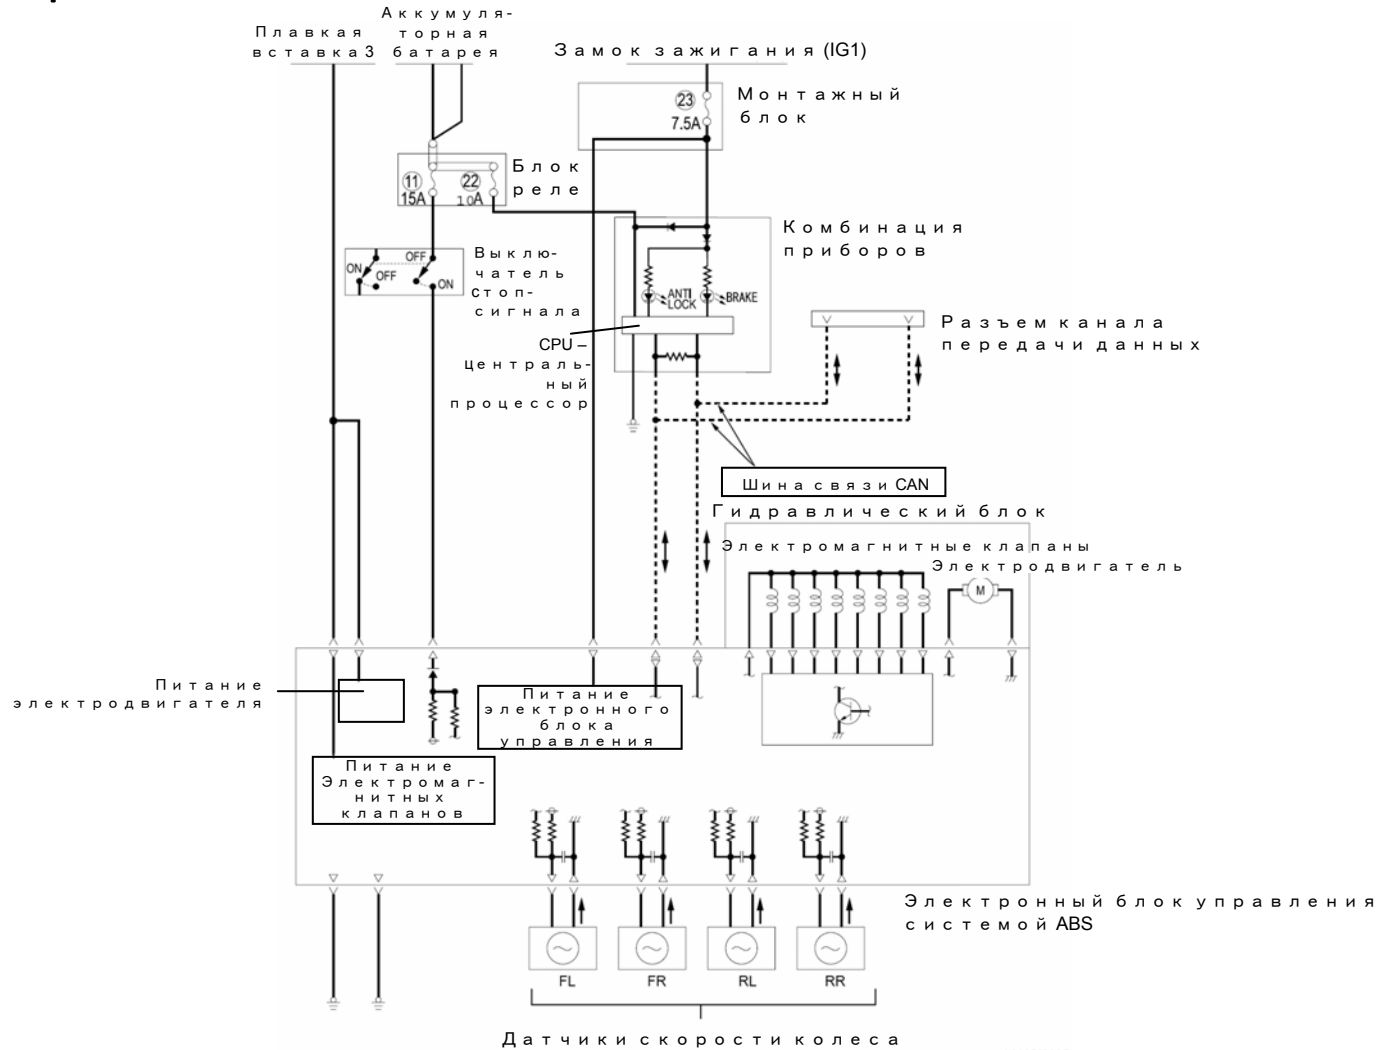 Плавкая
вставка 3
Аккумуля-
торная
батарея
Замок зажигания (IG1)
23
7.5A
Монтажный
блок
11
15A
22
10A
Блок
реле
ON
OFF
OFF
ON
Выклю-
чатель
стоп-
сигнала
ANTI
LOCK
BRAKE
Комбинация
приборов
CPU –
централь-
ный
процессор
Разъем канала
передачи данных
Шина связи CAN
Гидравлический блок
Электромагнитные клапаны
Электродвигатель
M
Питание
электродвигателя
Питание
электронного
блока
управления
Питание
Электромаг-
нитных
клапанов
Электронный блок управления
системой ABS
FL
FR
RL
RR
Датчики скорости колеса